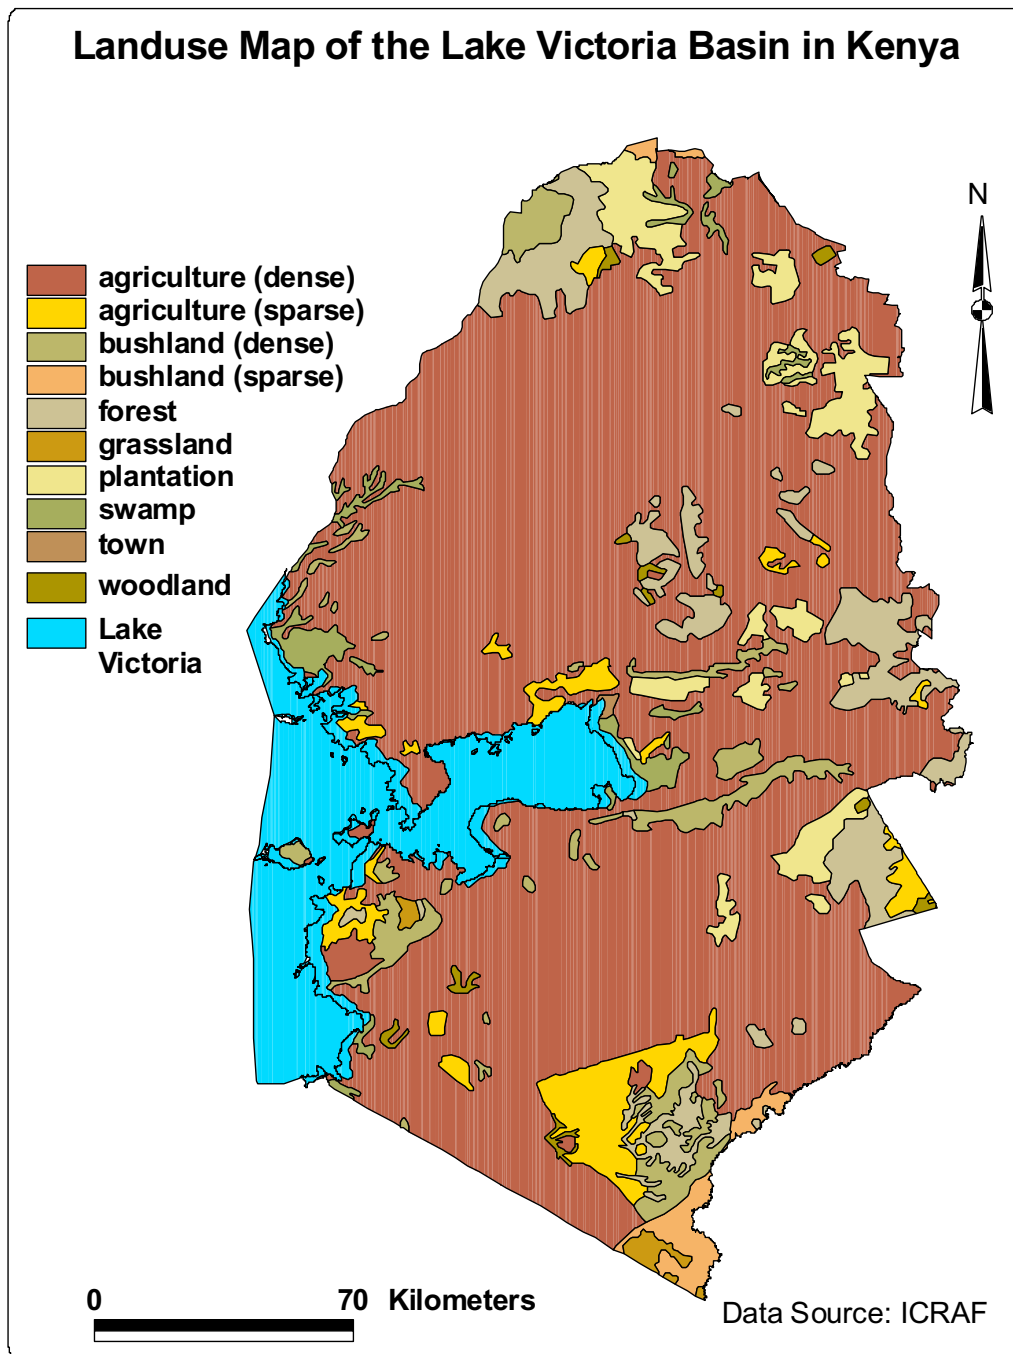 Landuse Map of the Lake Victoria Basin in Kenya
N
agriculture (dense)
agriculture (sparse)
bushland (dense)
bushland (sparse)
forest
grassland
plantation
swamp
town
woodland
Lake
Victoria
0 70 Kilometers
Data Source: ICRAF